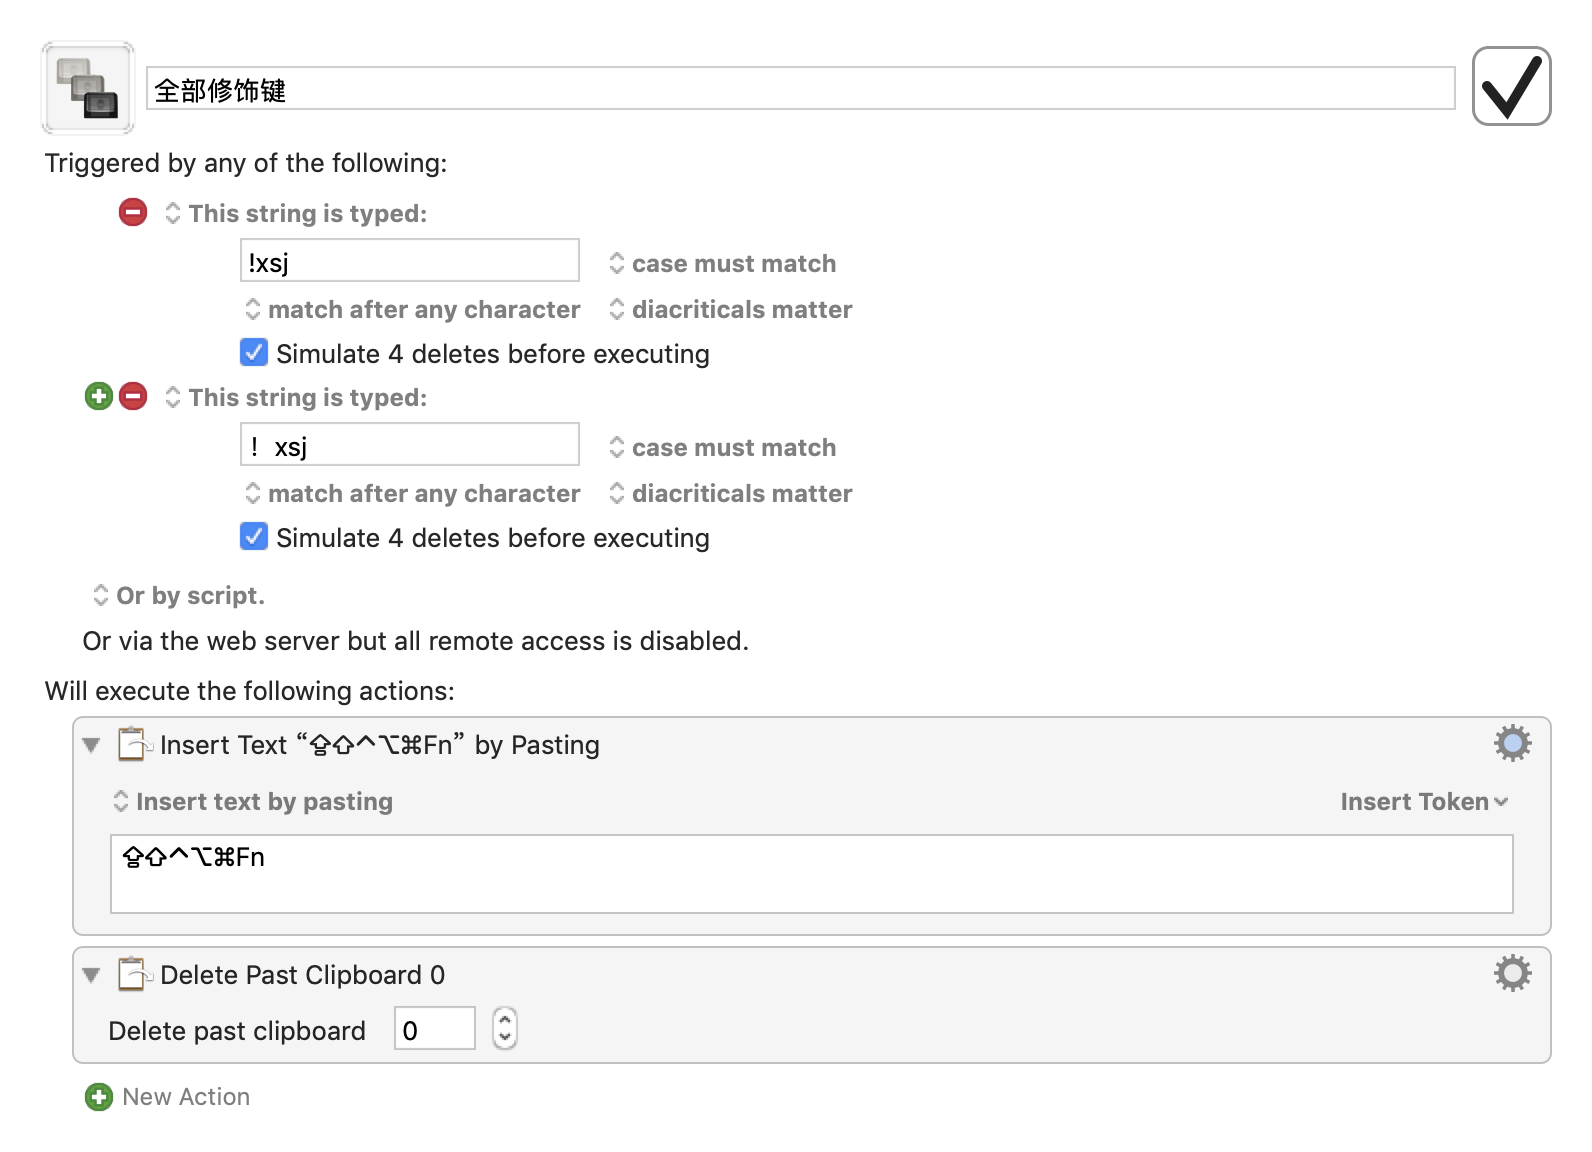 全部修饰键
Triggered by any of the following:
This string is typed:
!xsj
case must match
match after any character
diacriticals matter
Simulate 4 deletes before executing
This string is typed:
！xsj
case must match
match after any character
diacriticals matter
Simulate 4 deletes before executing
Or by script.
Or via the web server but all remote access is disabled.
Will execute the following actions:
Insert Text “⇪⇧⌃⌥⌘Fn” by Pasting
Insert text by pasting
Insert Token
⇪⇧⌃⌥⌘Fn
Delete Past Clipboard 0
Delete past clipboard 0
New Action